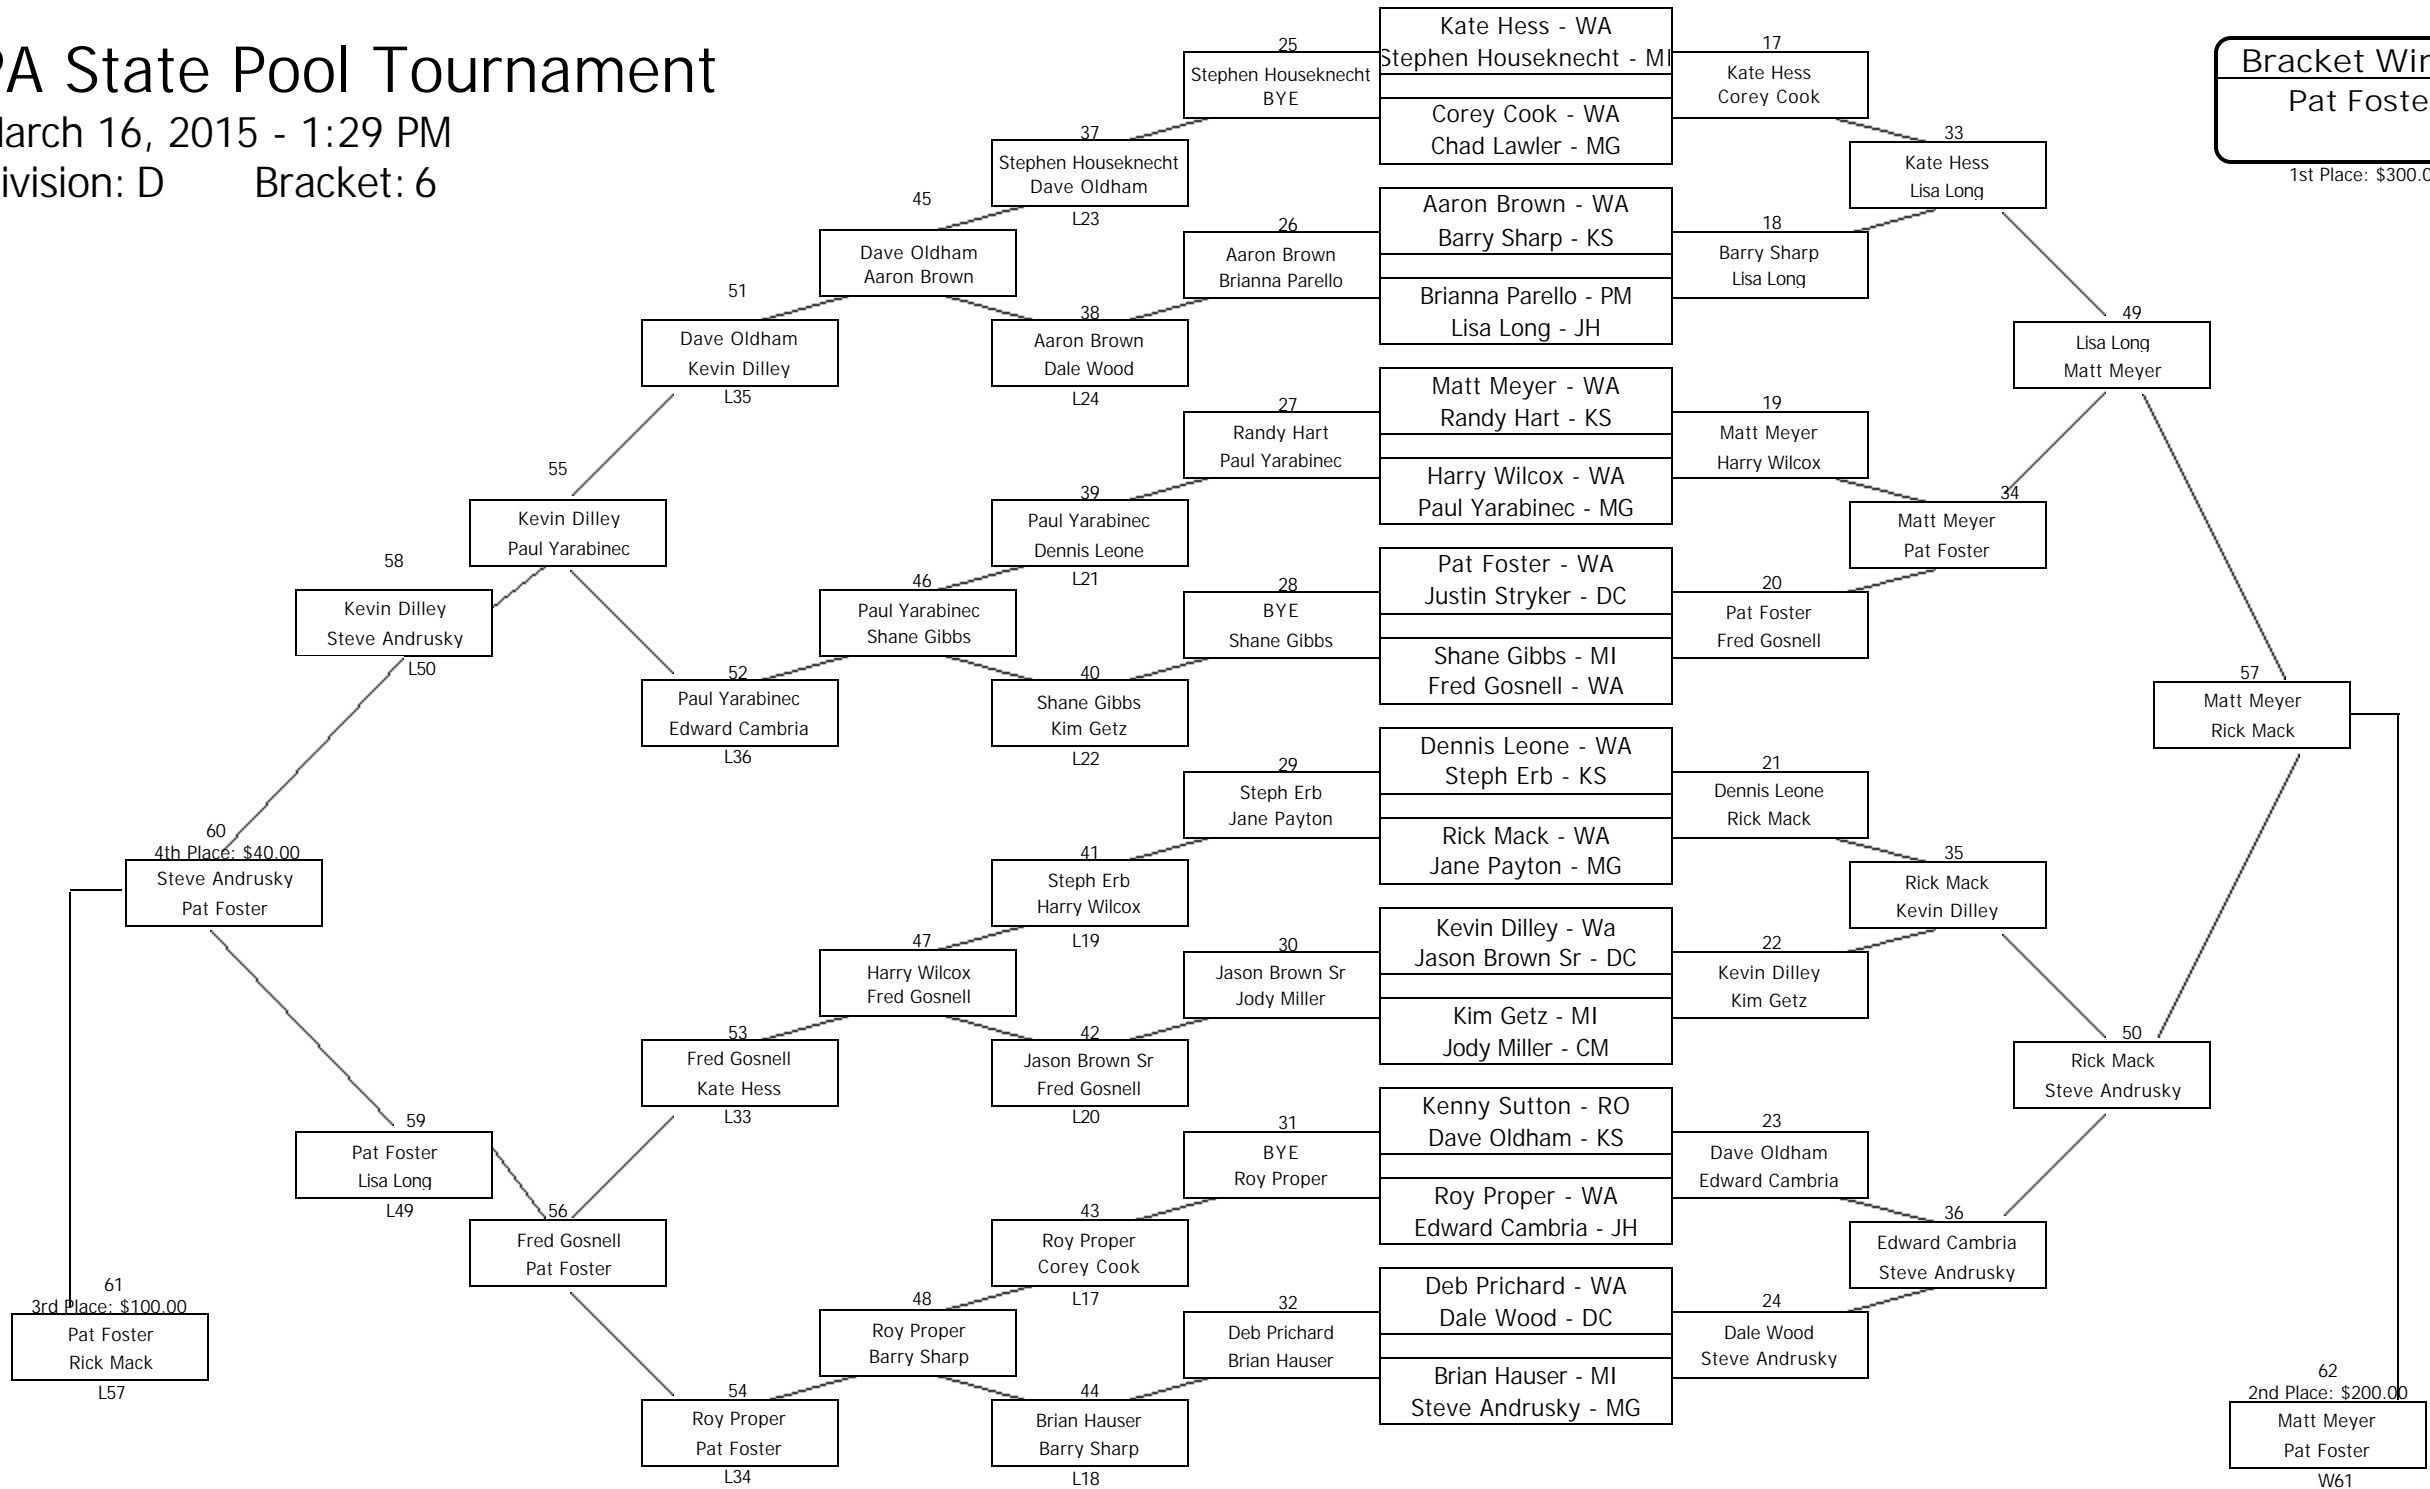 PA State Pool Tournament
March 16, 2015 - 1:29 PM
Division: D Bracket: 6
Bracket
Pat
1st Place:
Kate Hess - WA
Stephen Houseknecht - MI
Corey Cook - WA
Chad Lawler - MG
Aaron Brown - WA
Barry Sharp - KS
Brianna Parello - PM
Lisa Long - JH
Matt Meyer - WA
Randy Hart - KS
Harry Wilcox - WA
Paul Yarabinec - MG
Pat Foster - WA
Justin Stryker - DC
Shane Gibbs - MI
Fred Gosnell - WA
Dennis Leone - WA
Steph Erb - KS
Rick Mack - WA
Jane Payton - MG
Kevin Dilley - Wa
Jason Brown Sr - DC
Kim Getz - MI
Jody Miller - CM
Kenny Sutton - RO
Dave Oldham - KS
Roy Proper - WA
Edward Cambria - JH
Deb Prichard - WA
Dale Wood - DC
Brian Hauser - MI
Steve Andrusky - MG
17
Kate Hess
Corey Cook
18
Barry Sharp
Lisa Long
19
Matt Meyer
Harry Wilcox
20
Pat Foster
Fred Gosnell
21
Dennis Leone
Rick Mack
22
Kevin Dilley
Kim Getz
23
Dave Oldham
Edward Cambria
24
Dale Wood
Steve Andrusky
25
Stephen Houseknecht
BYE
26
Aaron Brown
Brianna Parello
27
Randy Hart
Paul Yarabinec
28
BYE
Shane Gibbs
29
Steph Erb
Jane Payton
30
Jason Brown Sr
Jody Miller
31
BYE
Roy Proper
32
Deb Prichard
Brian Hauser
33
Kate Hess
Lisa Long
34
Matt Meyer
Pat Foster
35
Rick Mack
Kevin Dilley
36
Edward Cambria
Steve Andrusky
37
Stephen Houseknecht
Dave Oldham
L23
38
Aaron Brown
Dale Wood
L24
39
Paul Yarabinec
Dennis Leone
L21
40
Shane Gibbs
Kim Getz
L22
41
Steph Erb
Harry Wilcox
L19
42
Jason Brown Sr
Fred Gosnell
L20
43
Roy Proper
Corey Cook
L17
44
Brian Hauser
Barry Sharp
L18
45
Dave Oldham
Aaron Brown
46
Paul Yarabinec
Shane Gibbs
47
Harry Wilcox
Fred Gosnell
48
Roy Proper
Barry Sharp
49
Lisa Long
Matt Meyer
50
Rick Mack
Steve Andrusky
51
Dave Oldham
Kevin Dilley
L35
52
Paul Yarabinec
Edward Cambria
L36
53
Fred Gosnell
Kate Hess
L33
54
Roy Proper
Pat Foster
L34
55
Kevin Dilley
Paul Yarabinec
56
Fred Gosnell
Pat Foster
57
Matt Meyer
Rick Mack
58
Kevin Dilley
Steve Andrusky
L50
59
Pat Foster
Lisa Long
L49
60
4th Place: $40.00
Steve Andrusky
Pat Foster
61
3rd Place: $100.00
Pat Foster
Rick Mack
L57
62
2nd Place: $200.00
Matt Meyer
Pat Foster
W61